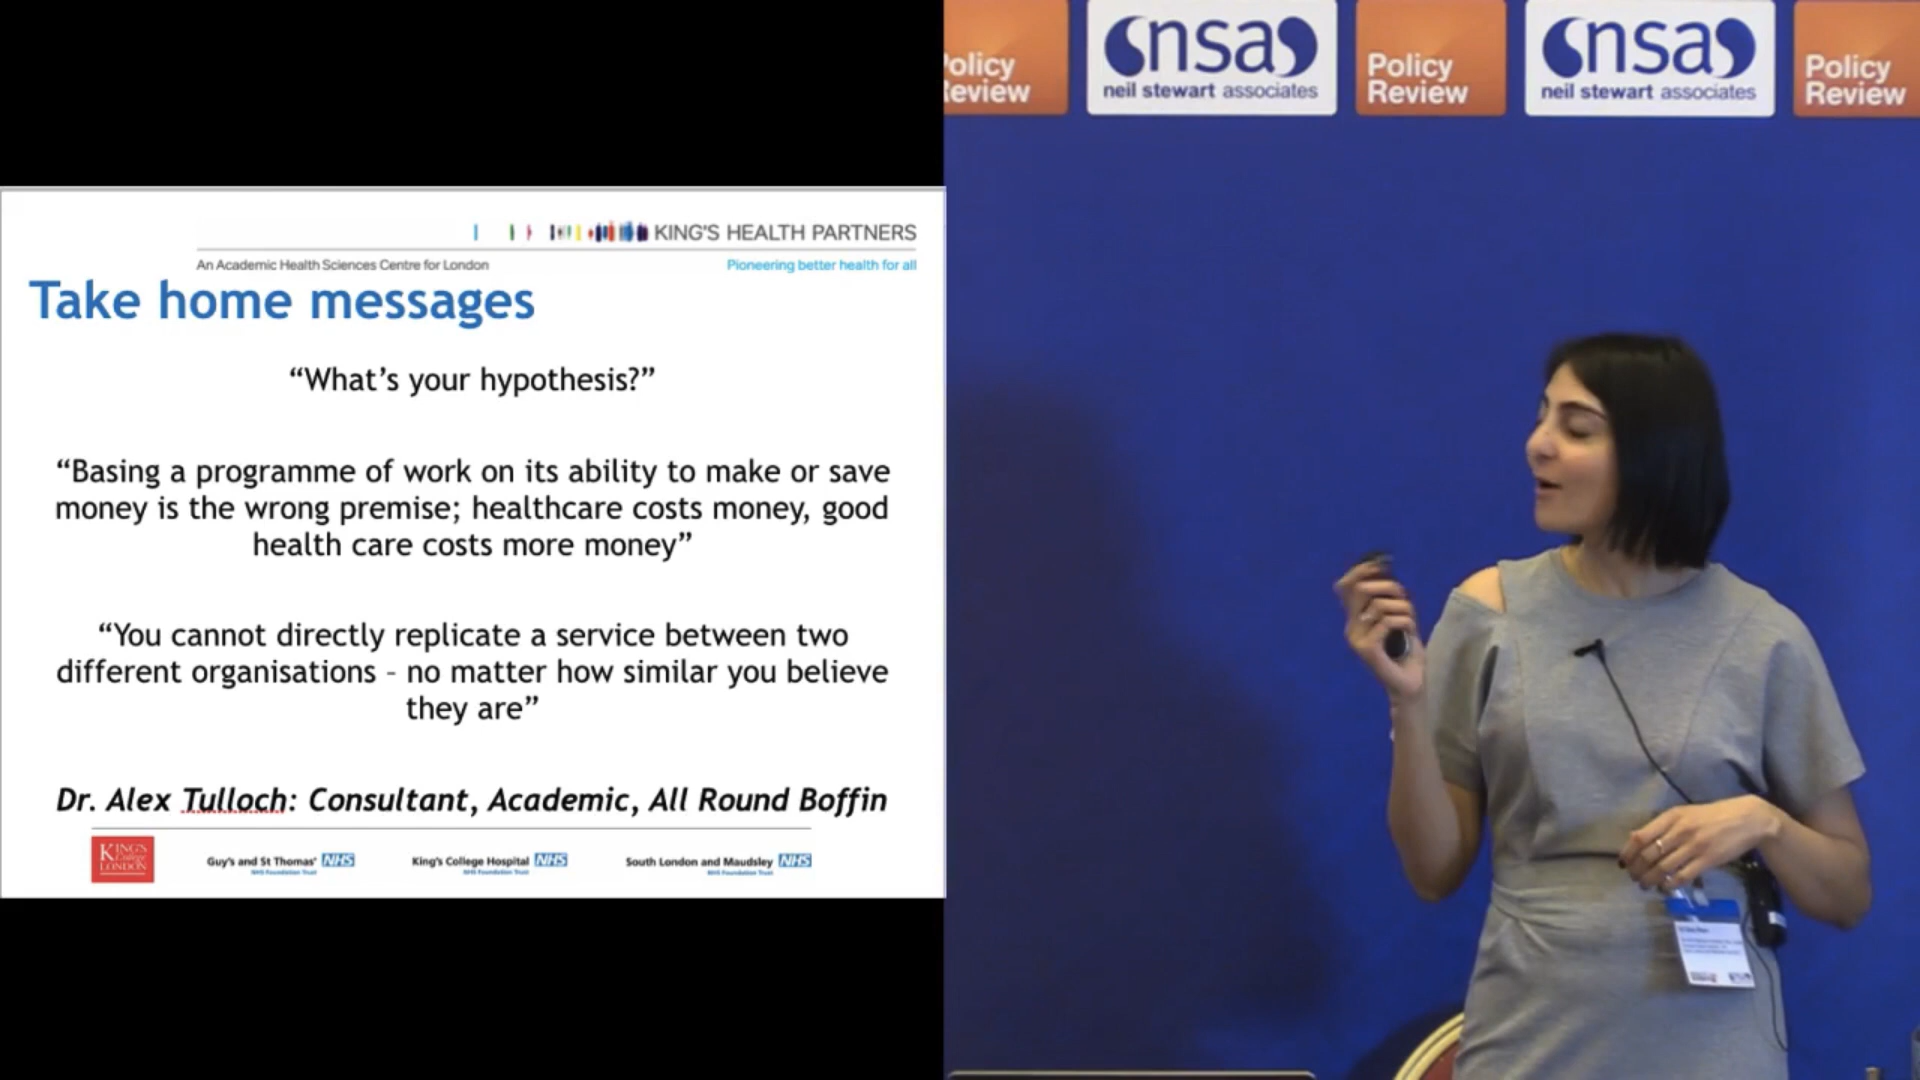 KING'S HEALTH PARTNERS
An Academic Health Sciences Centre for London
Pioneering better health for all
Take home messages
“What’s your hypothesis?”
“Basing a programme of work on its ability to make or save
money is the wrong premise; healthcare costs money, good
health care costs more money”
“You cannot directly replicate a service between two
different organisations – no matter how similar you believe
they are”
Dr. Alex Tulloch: Consultant, Academic, All Round Boffin
KING'S
College
LONDON
Guy's and St Thomas' NHS
NHS Foundation Trust
King's College Hospital NHS
NHS Foundation Trust
South London and Maudsley NHS
NHS Foundation Trust
Policy
Review
nsa
neil stewart associates
Policy
Review
nsa
neil stewart associates
Policy
Review